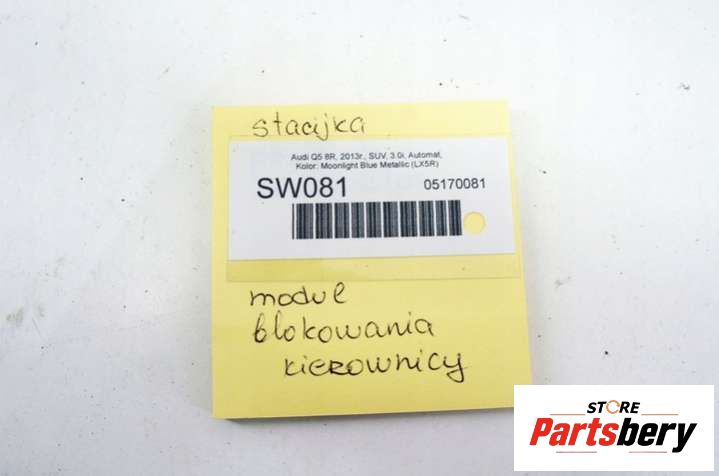 stacyjka
Audi Q5 8R, 2013r., SUV, 3.0i, Automat,
Kolor: Moonlight Blue Metallic (LX5R)
SW081 05170081
moduł
blokowania
kierownicy
STORE
Partsbery